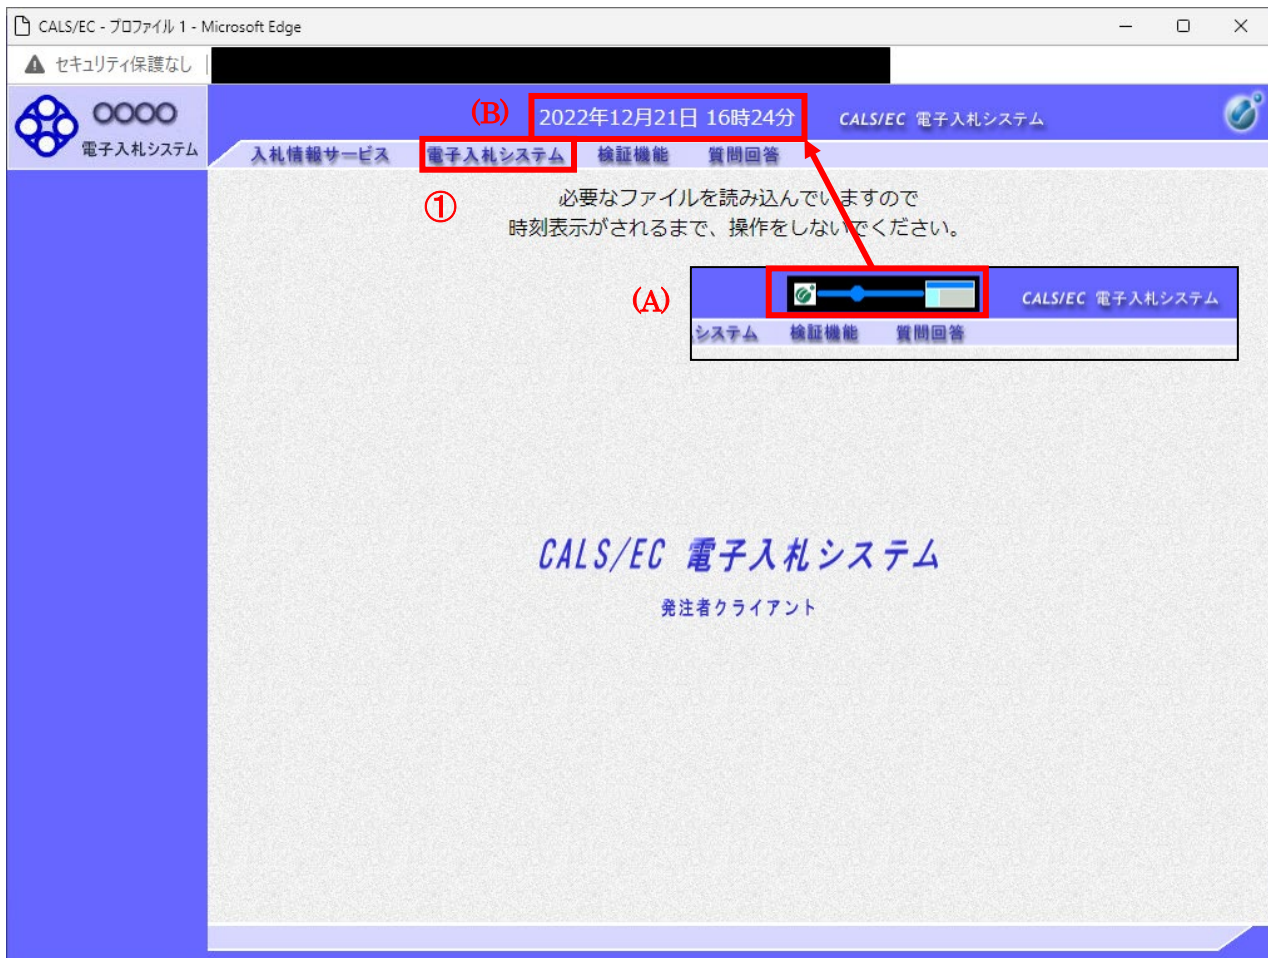 CALS/EC - プロファイル 1 - Microsoft Edge
セキュリティ保護なし
○○○○
電子入札システム
(B)
2022年12月21日 16時24分
CALS/EC 電子入札システム
入札情報サービス 電子入札システム 検証機能 質問回答
①
必要なファイルを読み込んでいますので
時刻表示がされるまで、操作をしないでください。
(A)
CALS/EC 電子入札システム
システム 検証機能 質問回答
CALS/EC 電子入札システム
発注者クライアント